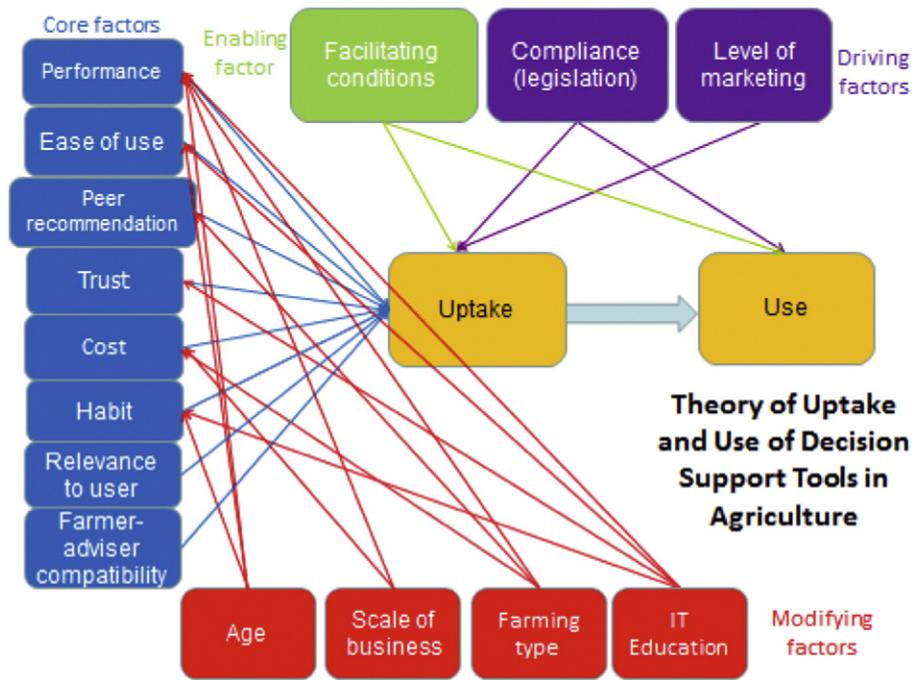 Core factors
Performance
Ease of use
Peer
recommendation
Trust
Cost
Habit
Relevance
to user
Farmer-
adviser
compatibility
Enabling
factor
Facilitating
conditions
Compliance
(legislation)
Level of
marketing
Driving
factors
Uptake
Use
Theory of Uptake
and Use of Decision
Support Tools in
Agriculture
Age
Scale of
business
Farming
type
IT
Education
Modifying
factors